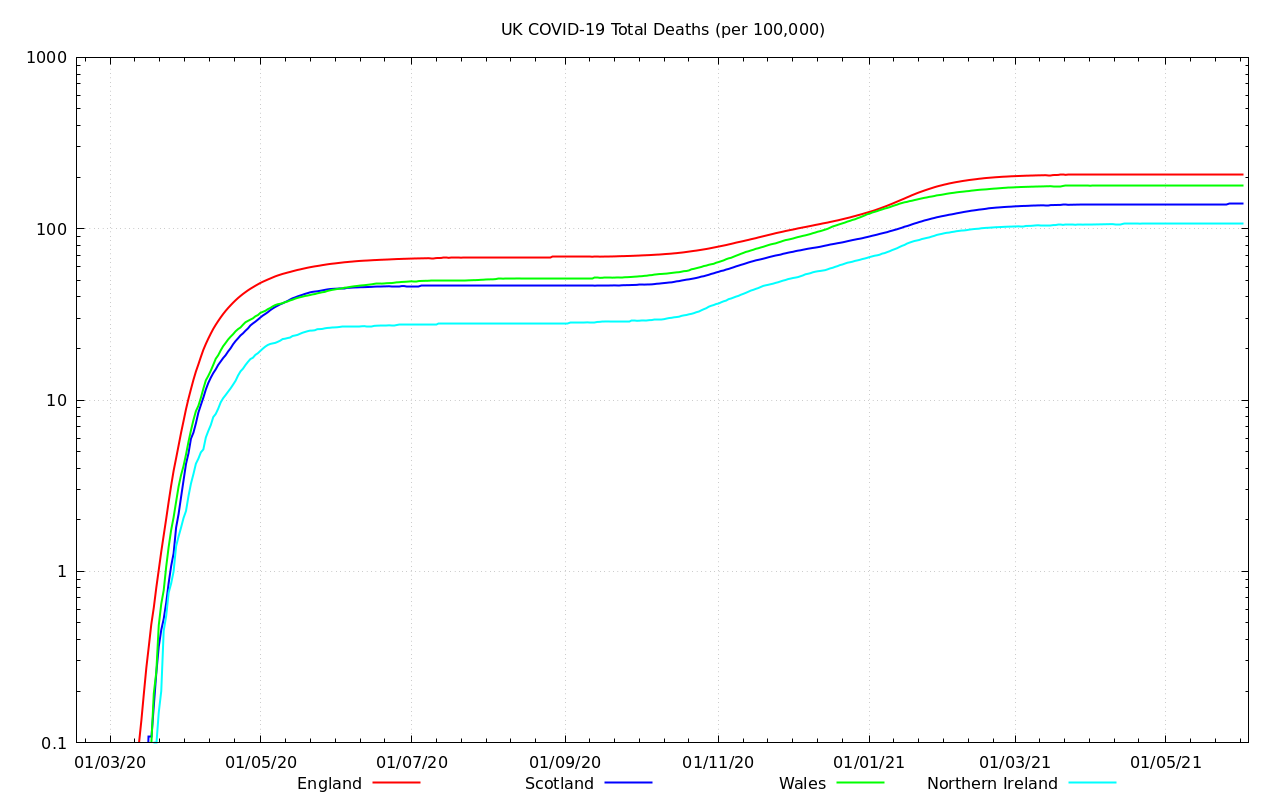 UK COVID-19 Total Deaths (per 100,000)
1000
100
10
1
0.1
01/03/20 01/05/20 01/07/20 01/09/20 01/11/20 01/01/21 01/03/21 01/05/21
England Scotland Wales Northern Ireland